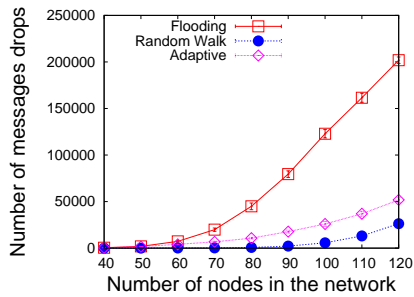 Flooding
Random Walk
Adaptive
Number of messages drops
250000
200000
150000
100000
50000
0
40 50 60 70 80 90 100 110 120
Number of nodes in the network